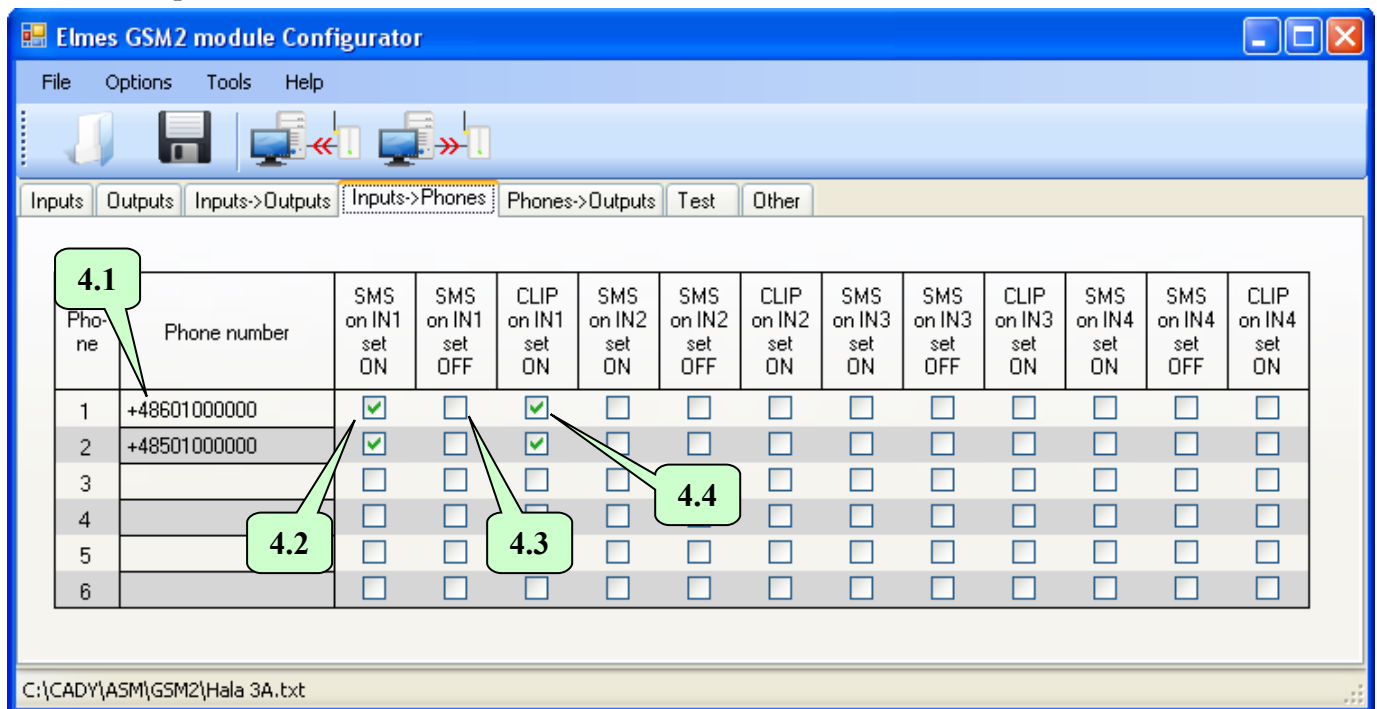 Elmes GSM2 module Configurator
File Options Tools Help
Inputs Outputs Inputs->Outputs Inputs->Phones Phones->Outputs Test Other
4.1
Pho-
ne
Phone number
SMS
on IN1
set
ON
SMS
on IN1
set
OFF
CLIP
on IN1
set
ON
SMS
on IN2
set
ON
SMS
on IN2
set
OFF
CLIP
on IN2
set
ON
SMS
on IN3
set
ON
SMS
on IN3
set
OFF
CLIP
on IN3
set
ON
SMS
on IN4
set
ON
SMS
on IN4
set
OFF
CLIP
on IN4
set
ON
1 +48601000000
2 +48501000000
3
4.4
4
4.2
4.3
5
6
C:\CADY\ASM\GSM2\Hala 3A.txt